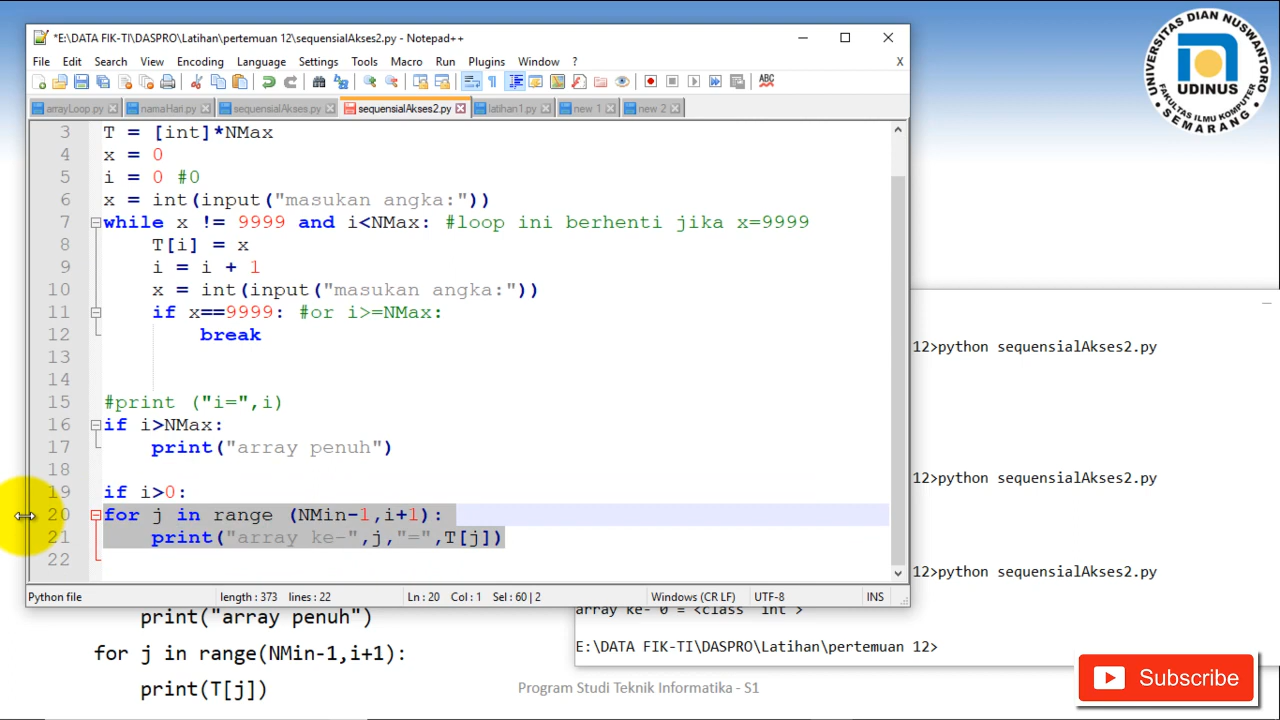 *E:\DATA FIK-TI\DASPRO\Latihan\pertemuan 12\sequensialAkses2.py - Notepad++
File Edit Search View Encoding Language Settings Tools Macro Run Plugins Window ? X
arrayLoop.py namaHari.py sequensialAkses.py sequensialAkses2.py latihan1.py new 1 new 2
3 T = [int]*NMax
4 x = 0
5 i = 0 #0
6 x = int(input("masukan angka:"))
7 while x != 9999 and i<NMax: #loop ini berhenti jika x=9999
8 T[i] = x
9 i = i + 1
10 x = int(input("masukan angka:"))
11 if x==9999: #or i>=NMax:
12 break
13
14
15 #print ("i=",i)
16 if i>NMax:
17 print("array penuh")
18
19 if i>0:
20 for j in range (NMin-1,i+1):
21 print("array ke-",j,"=",T[j])
22
Python file length : 373 lines : 22 Ln : 20 Col : 1 Sel : 60 | 2 Windows (CR LF) UTF-8 INS
12>python sequensialAkses2.py
12>python sequensialAkses2.py
12>python sequensialAkses2.py
array ke- 0 = <class 'int'>
E:\DATA FIK-TI\DASPRO\Latihan\pertemuan 12>
print("array penuh")
for j in range(NMin-1,i+1):
print(T[j])
Program Studi Teknik Informatika - S1
Subscribe
UNIVERSITAS DIAN NUSWANTORO
UDINUS
FAKULTAS ILMU KOMPUTER
SEMARANG